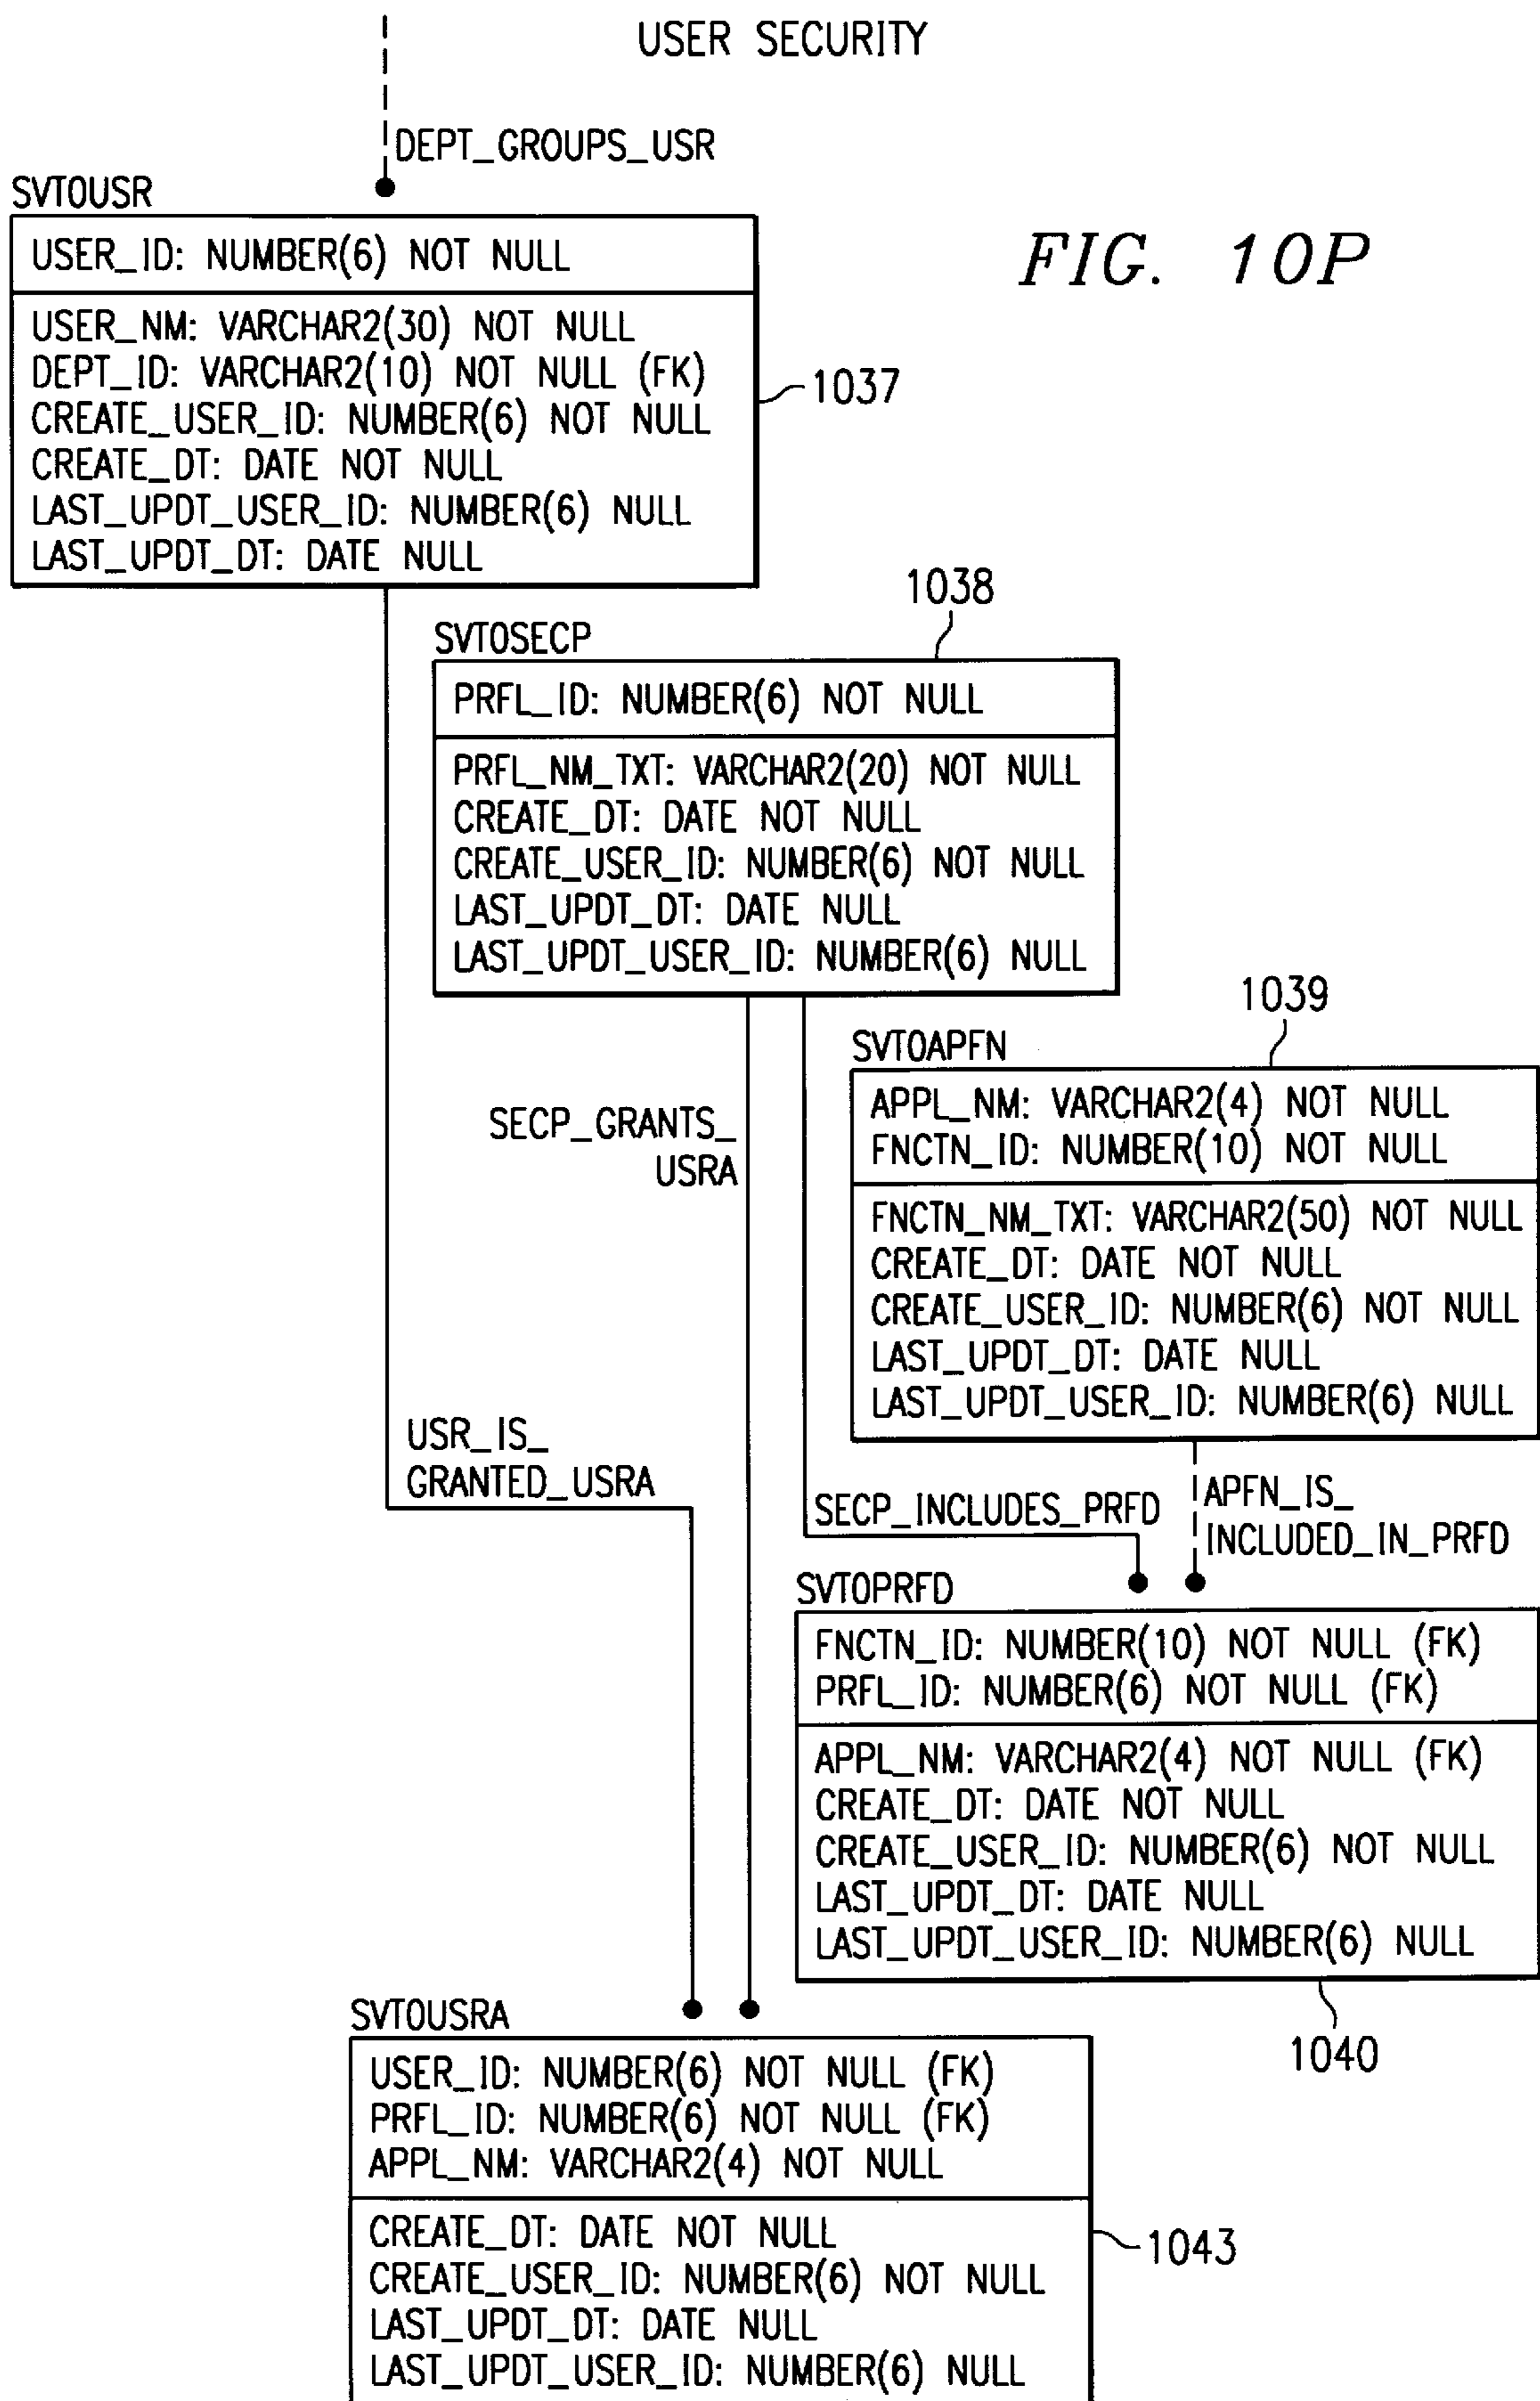 USER SECURITY
DEPT_GROUPS_USR
SVT0USR
FIG. 10P
USER_ID: NUMBER(6) NOT NULL
USER_NM: VARCHAR2(30) NOT NULL
DEPT_ID: VARCHAR2(10) NOT NULL (FK)
CREATE_USER_ID: NUMBER(6) NOT NULL
CREATE_DT: DATE NOT NULL
LAST_UPDT_USER_ID: NUMBER(6) NULL
LAST_UPDT_DT: DATE NULL
1037
1038
SVT0SECP
PRFL_ID: NUMBER(6) NOT NULL
PRFL_NM_TXT: VARCHAR2(20) NOT NULL
CREATE_DT: DATE NOT NULL
CREATE_USER_ID: NUMBER(6) NOT NULL
LAST_UPDT_DT: DATE NULL
LAST_UPDT_USER_ID: NUMBER(6) NULL
1039
SVT0APFN
APPL_NM: VARCHAR2(4) NOT NULL
FNCTN_ID: NUMBER(10) NOT NULL
FNCTN_NM_TXT: VARCHAR2(50) NOT NULL
CREATE_DT: DATE NOT NULL
CREATE_USER_ID: NUMBER(6) NOT NULL
LAST_UPDT_DT: DATE NULL
LAST_UPDT_USER_ID: NUMBER(6) NULL
SECP_GRANTS_
USRA
USR_IS_
GRANTED_USRA
SECP_INCLUDES_PRFD
APFN_IS_
INCLUDED_IN_PRFD
SVT0PRFD
FNCTN_ID: NUMBER(10) NOT NULL (FK)
PRFL_ID: NUMBER(6) NOT NULL (FK)
APPL_NM: VARCHAR2(4) NOT NULL (FK)
CREATE_DT: DATE NOT NULL
CREATE_USER_ID: NUMBER(6) NOT NULL
LAST_UPDT_DT: DATE NULL
LAST_UPDT_USER_ID: NUMBER(6) NULL
1040
SVT0USRA
USER_ID: NUMBER(6) NOT NULL (FK)
PRFL_ID: NUMBER(6) NOT NULL (FK)
APPL_NM: VARCHAR2(4) NOT NULL
CREATE_DT: DATE NOT NULL
CREATE_USER_ID: NUMBER(6) NOT NULL
LAST_UPDT_DT: DATE NULL
LAST_UPDT_USER_ID: NUMBER(6) NULL
1043